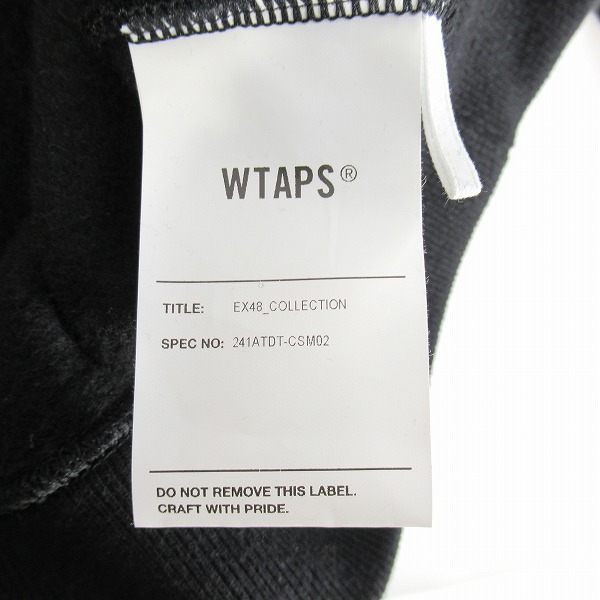 WTAPS®
TITLE: EX48_COLLECTION
SPEC NO: 241ATDT-CSM02
DO NOT REMOVE THIS LABEL.
CRAFT WITH PRIDE.